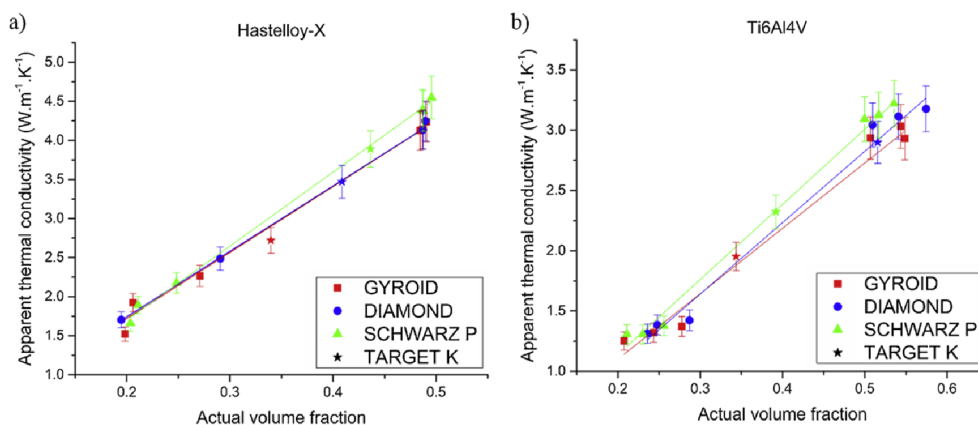 a)
Hastelloy-X
Apparent thermal conductivity (W.m⁻¹.K⁻¹)
5.0
4.5
4.0
3.5
3.0
2.5
2.0
1.5
1.0
GYROID
DIAMOND
SCHWARZ P
TARGET K
0.2
0.3
0.4
0.5
Actual volume fraction
b)
Ti6Al4V
Apparent thermal conductivity (W.m⁻¹.K⁻¹)
3.5
3.0
2.5
2.0
1.5
1.0
GYROID
DIAMOND
SCHWARZ P
TARGET K
0.2
0.3
0.4
0.5
0.6
Actual volume fraction